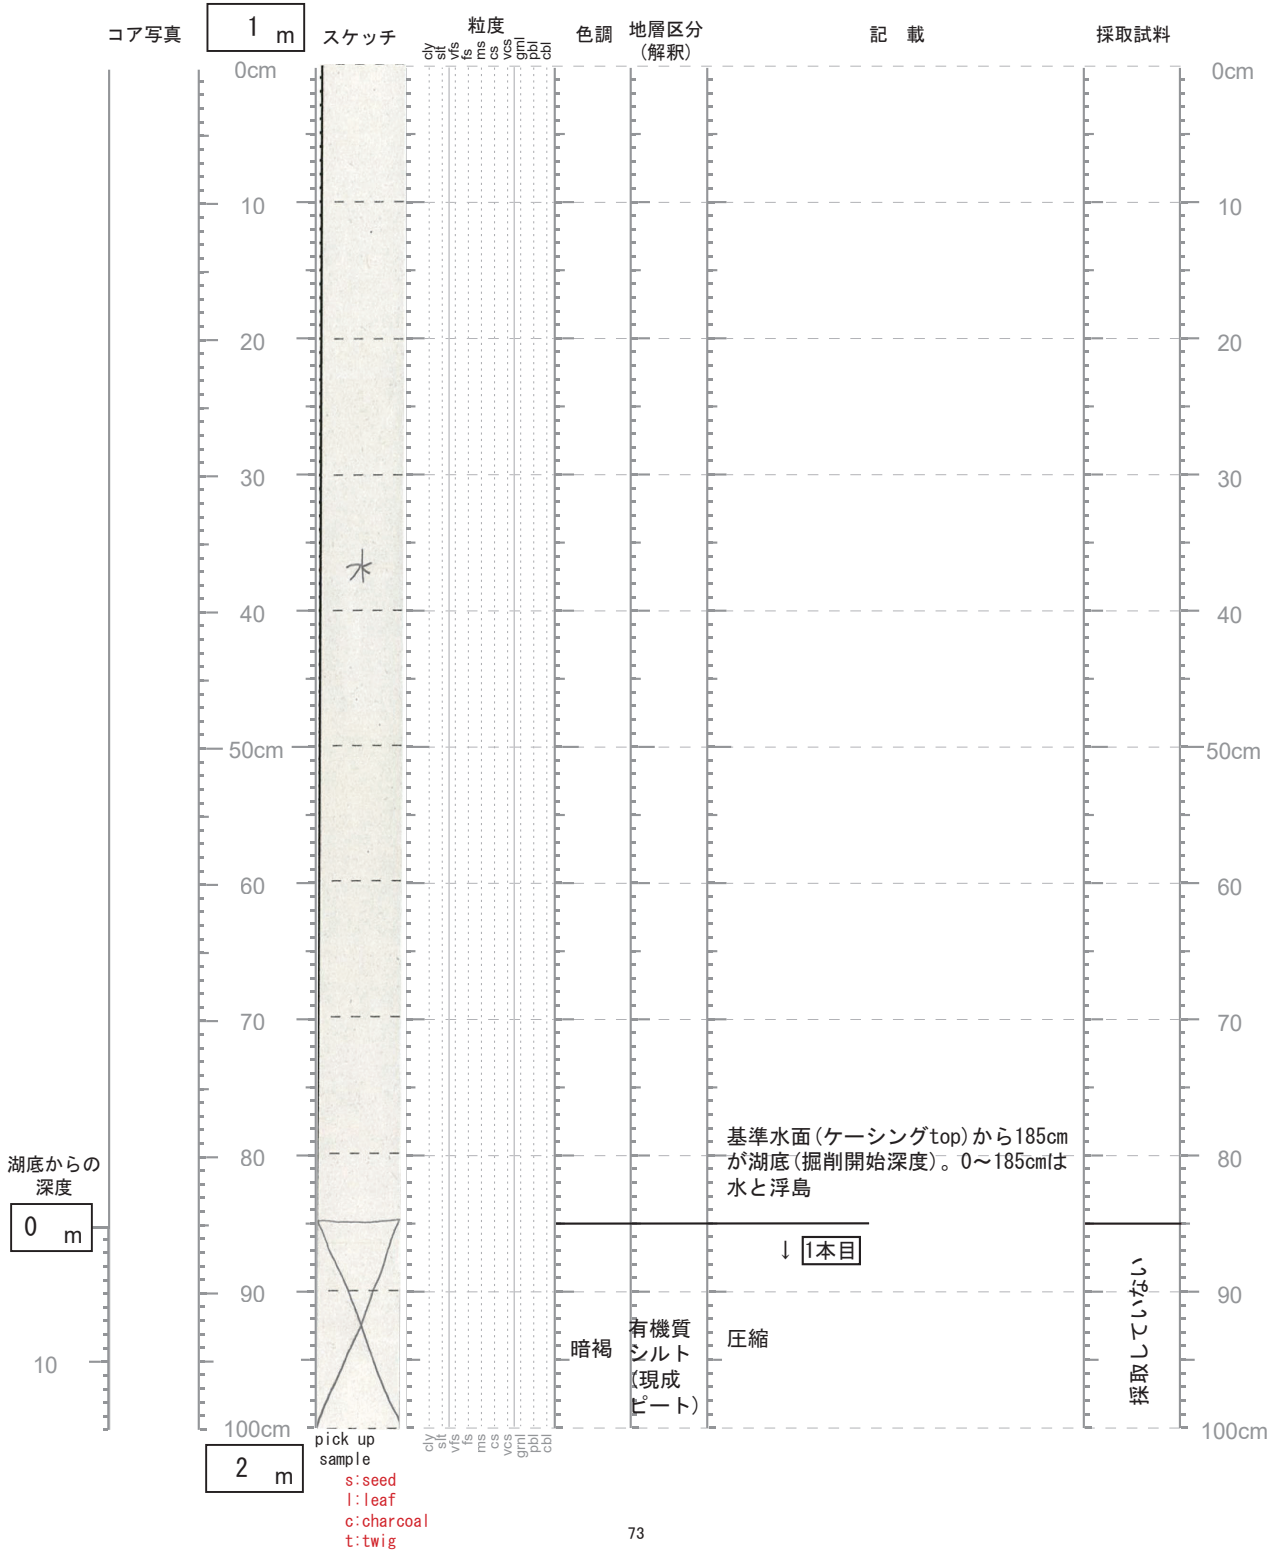 コア写真
1 m
スケッチ
粒度
cly
slt
vfs
fs
ms
cs
vcs
grnl
pbl
cbl
色調
地層区分
(解釈)
記 載
採取試料
0cm
0cm
10
10
20
20
30
30
水
40
40
50cm
50cm
60
60
70
70
基準水面(ケーシングtop)から185cm
が湖底(掘削開始深度)。0～185cmは
水と浮島
80
80
湖底からの
深度
0 m
↓ 1本目
90
90
暗褐
有機質
シルト
(現成
ピート)
圧縮
採取していない
10
100cm
100cm
2 m
pick up
sample
s:seed
l:leaf
c:charcoal
t:twig
cly
slt
vfs
fs
ms
cs
vcs
grnl
pbl
cbl
73